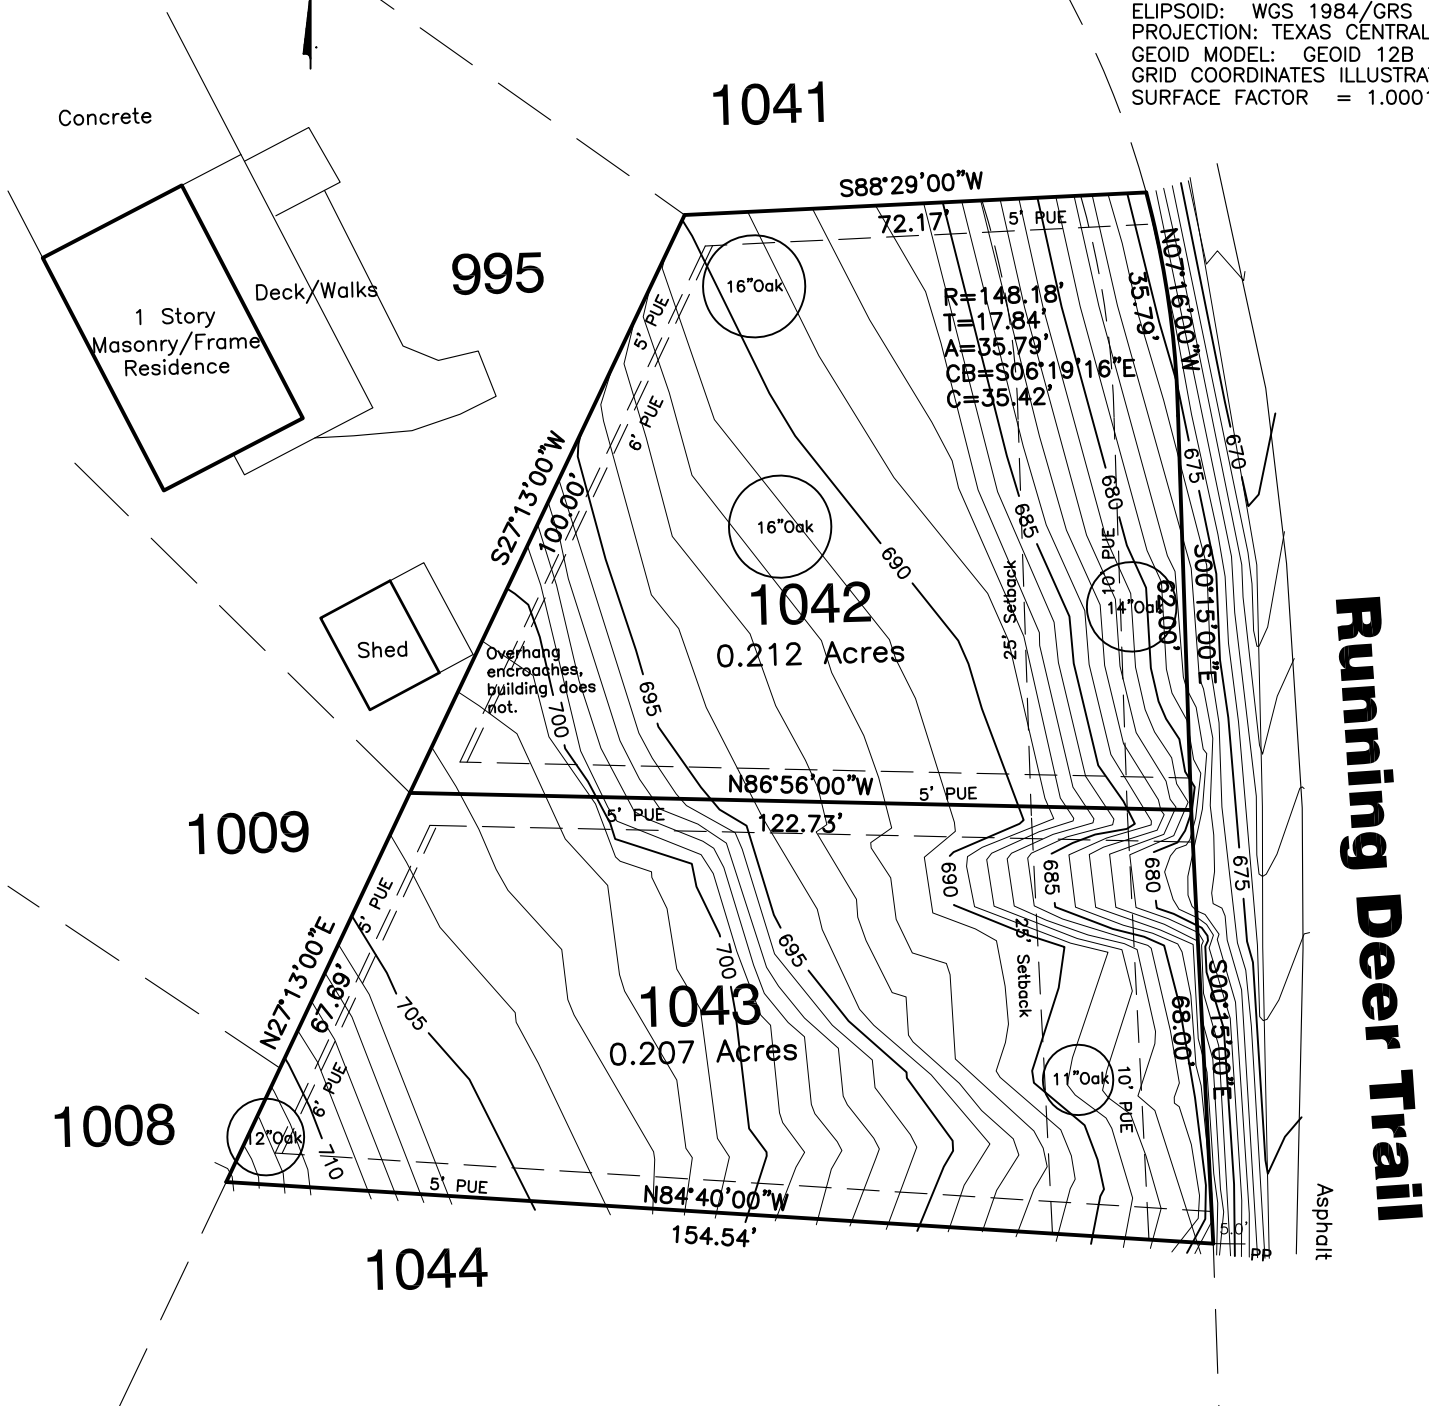 ELIPSOID: WGS 1984/GRS
PROJECTION: TEXAS CENTRAL
GEOID MODEL: GEOID 12B
GRID COORDINATES ILLUSTRA
SURFACE FACTOR = 1.0001
1041
Concrete
S88°29'00"W
72.17'
5' PUE
N07°16'00"W
35.79'
995
Deck/Walks
1 Story
Masonry/Frame
Residence
16"Oak
R=148.18'
T=17.84'
A=35.79'
CB=S06°19'16"E
C=35.42'
5' PUE
6' PUE
S27°13'00"W
100.00'
16"Oak
690
685
680
675
670
10' PUE
25' Setback
14"Oak
62.00'
S00°15'00"E
1042
0.212 Acres
Shed
Overhang
encroaches,
building does
not.
700
695
Running Deer Trail
N86°56'00"W
5' PUE
5' PUE
122.73'
1009
690
685
680
675
5' PUE
N27°13'00"E
67.69'
25' Setback
700
695
705
1043
0.207 Acres
68.00'
S00°15'00"E
11"Oak
10' PUE
6' PUE
1008
12"Oak
710
5' PUE
N84°40'00"W
154.54'
5.0'
PP
Asphalt
1044